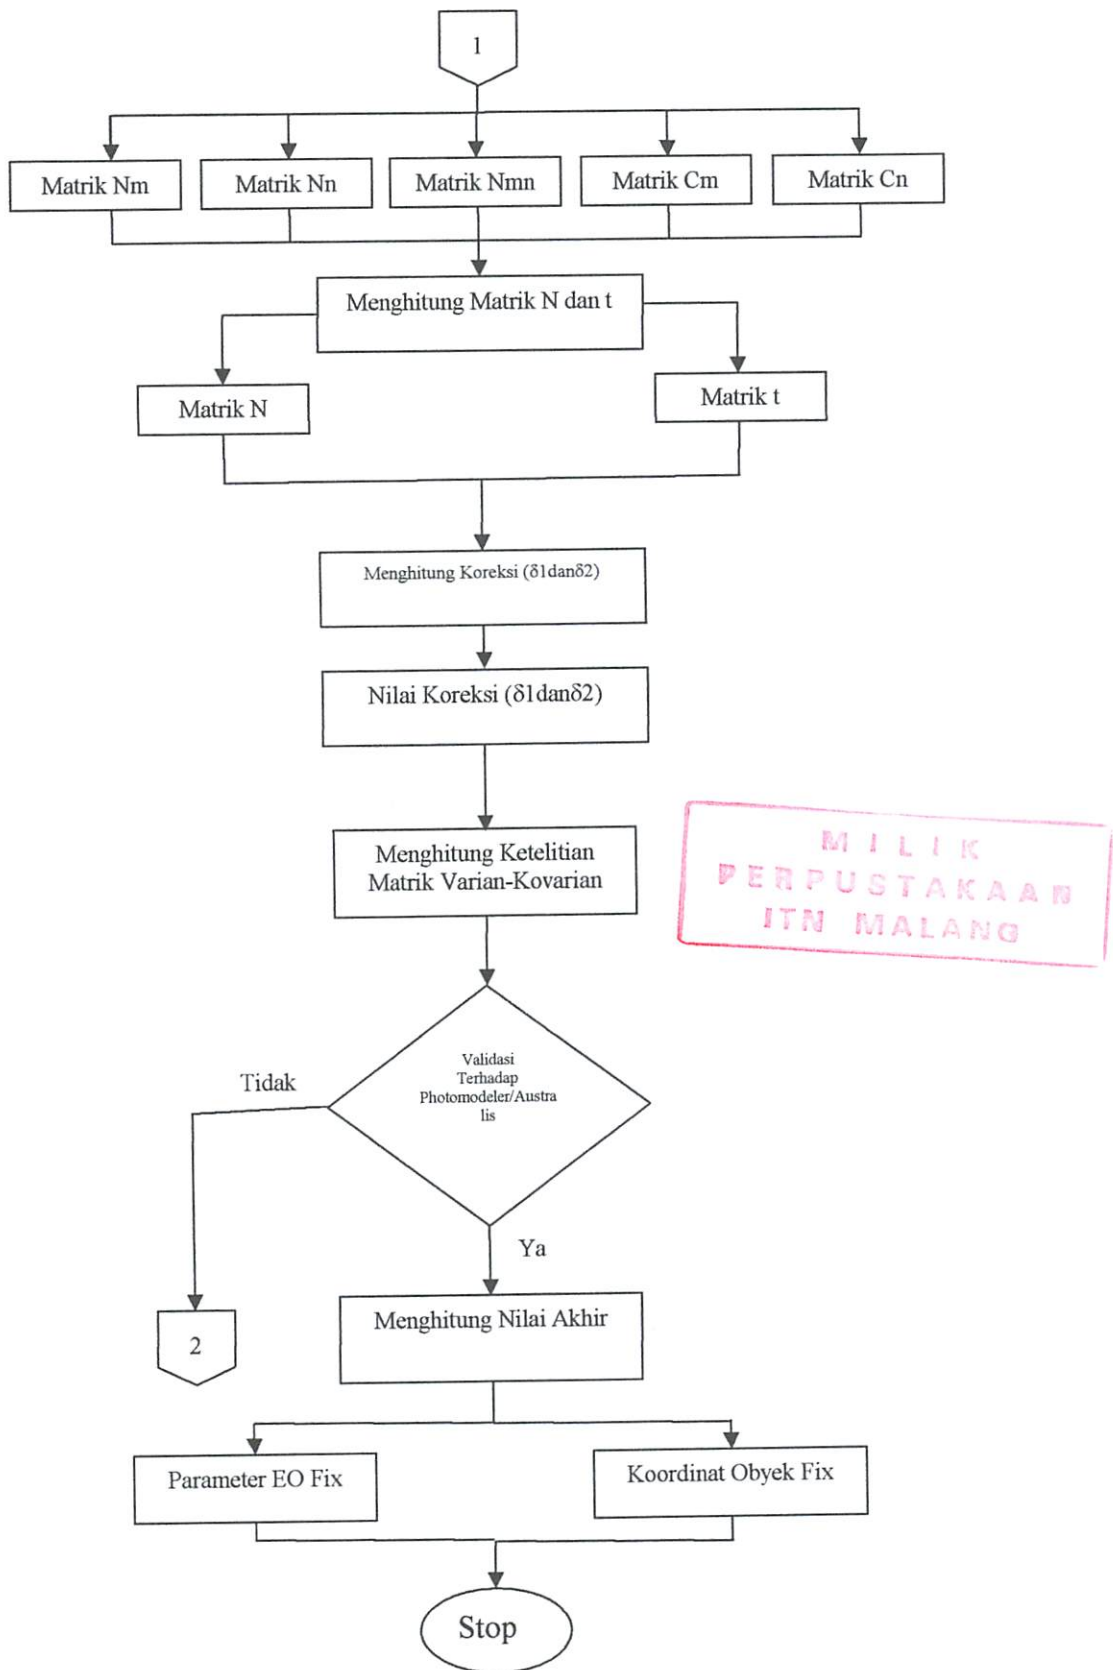 1
Matrik Nm
Matrik Nn
Matrik Nmn
Matrik Cm
Matrik Cn
Menghitung Matrik N dan t
Matrik N
Matrik t
Menghitung Koreksi (δ1danδ2)
Nilai Koreksi (δ1danδ2)
Menghitung Ketelitian
Matrik Varian-Kovarian
MILIK
PERPUSTAKAAN
ITN MALANG
Validasi
Terhadap
Photomodeler/Austra
lis
Tidak
Ya
2
Menghitung Nilai Akhir
Parameter EO Fix
Koordinat Obyek Fix
Stop